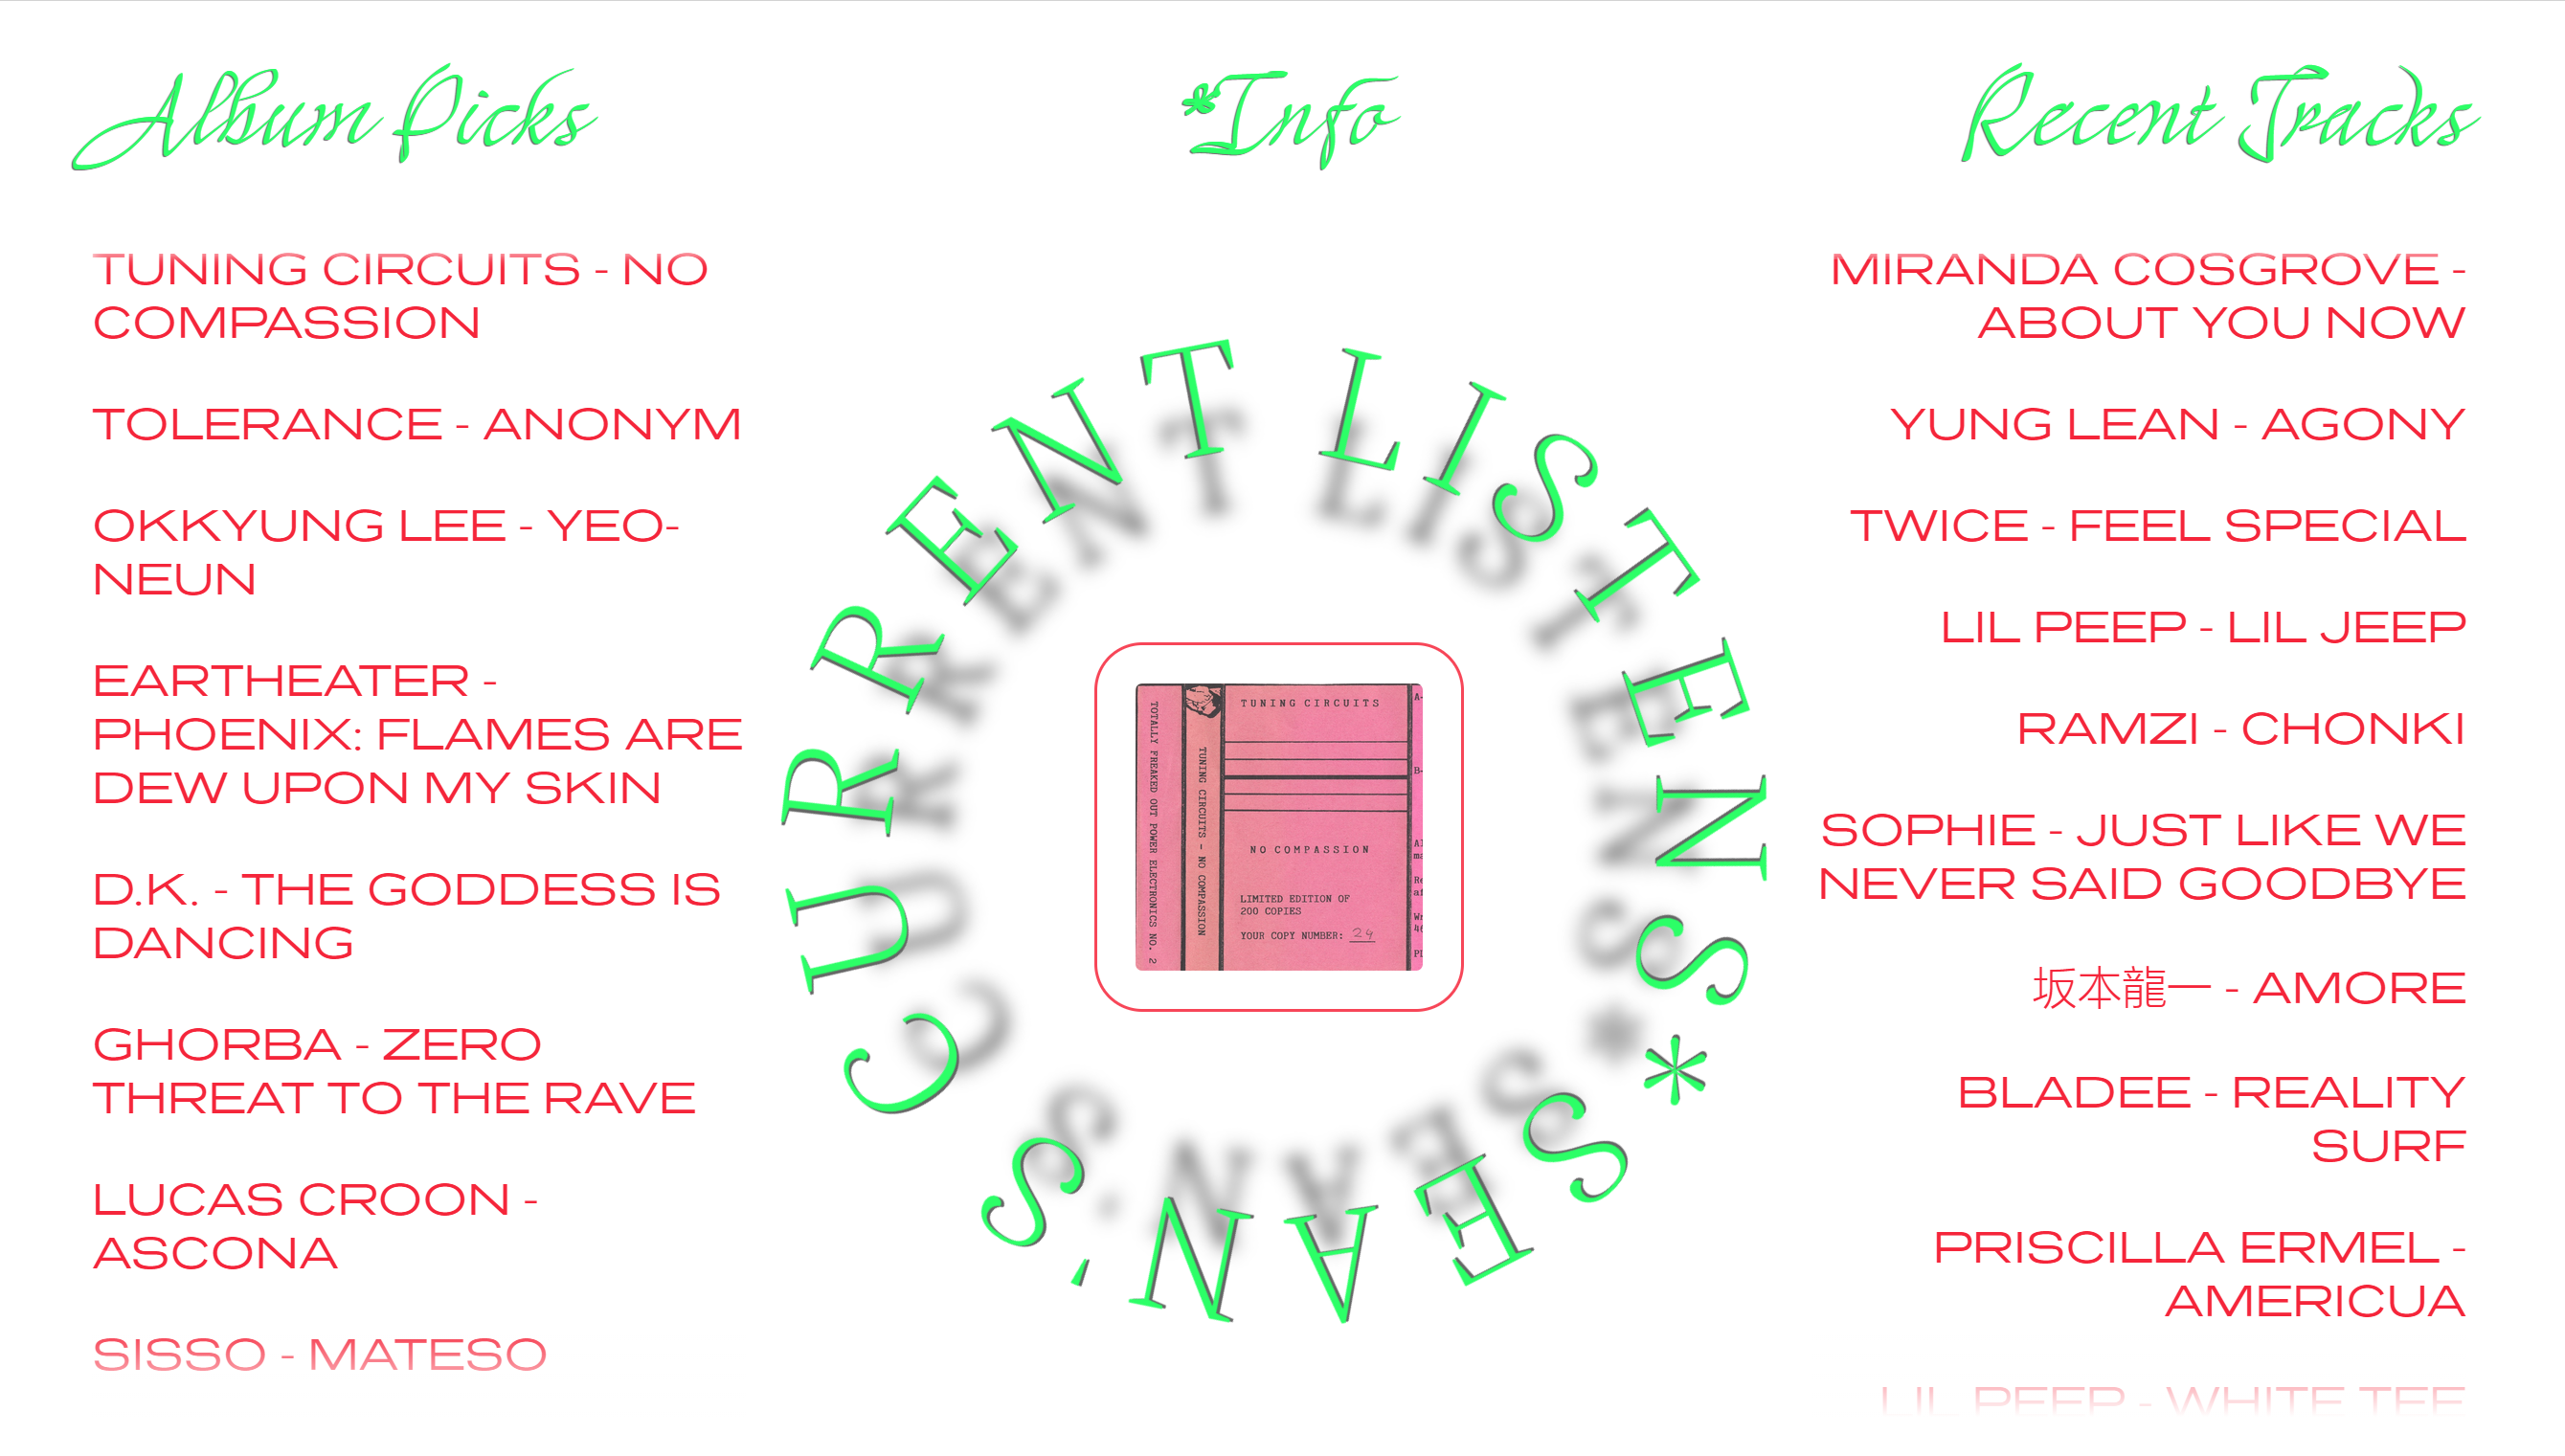 Album Picks
*Info
Recent Tracks
TUNING CIRCUITS - NO
COMPASSION
TOLERANCE - ANONYM
OKKYUNG LEE - YEO-
NEUN
EARTHEATER -
PHOENIX: FLAMES ARE
DEW UPON MY SKIN
D.K. - THE GODDESS IS
DANCING
GHORBA - ZERO
THREAT TO THE RAVE
LUCAS CROON -
ASCONA
SISSO - MATESO
SEAN'S CURRENT LISTENS*
TOTALLY FREAKED OUT POWER ELECTRONICS NO. 2
TUNING CIRCUITS - NO COMPASSION
TUNING CIRCUITS
NO COMPASSION
LIMITED EDITION OF
200 COPIES
YOUR COPY NUMBER: 24
A-
B-
MIRANDA COSGROVE -
ABOUT YOU NOW
YUNG LEAN - AGONY
TWICE - FEEL SPECIAL
LIL PEEP - LIL JEEP
RAMZI - CHONKI
SOPHIE - JUST LIKE WE
NEVER SAID GOODBYE
坂本龍一 - AMORE
BLADEE - REALITY
SURF
PRISCILLA ERMEL -
AMERICUA
LIL PEEP - WHITE TEE